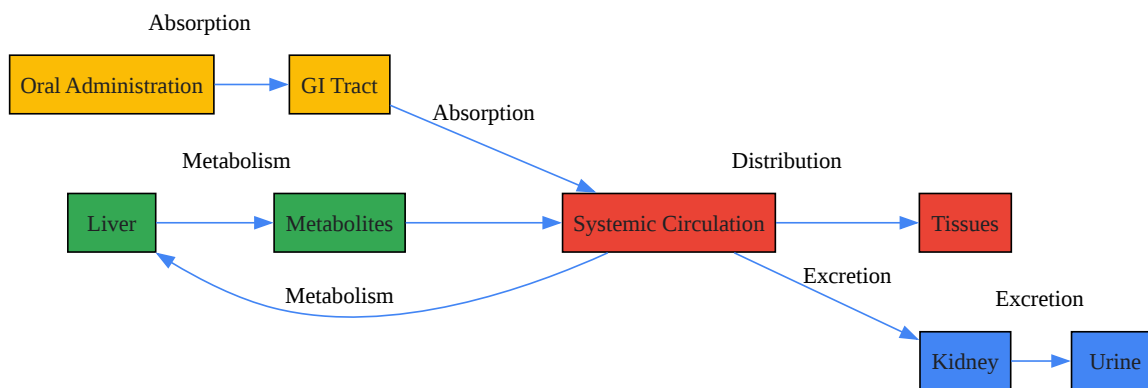 Absorption
Oral Administration
GI Tract
Absorption
Metabolism
Distribution
Liver
Metabolites
Systemic Circulation
Tissues
Metabolism
Excretion
Excretion
Kidney
Urine